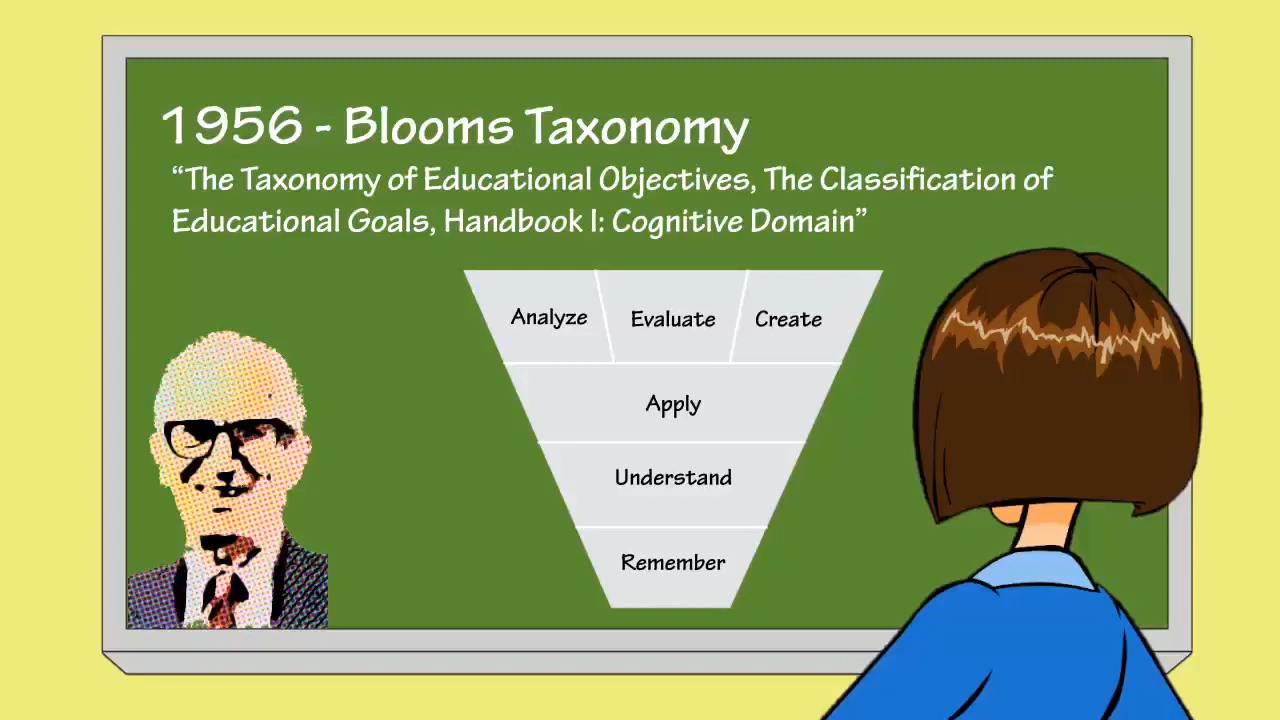 1956 - Blooms Taxonomy
“The Taxonomy of Educational Objectives, The Classification of
Educational Goals, Handbook I: Cognitive Domain”
Analyze Evaluate Create
Apply
Understand
Remember